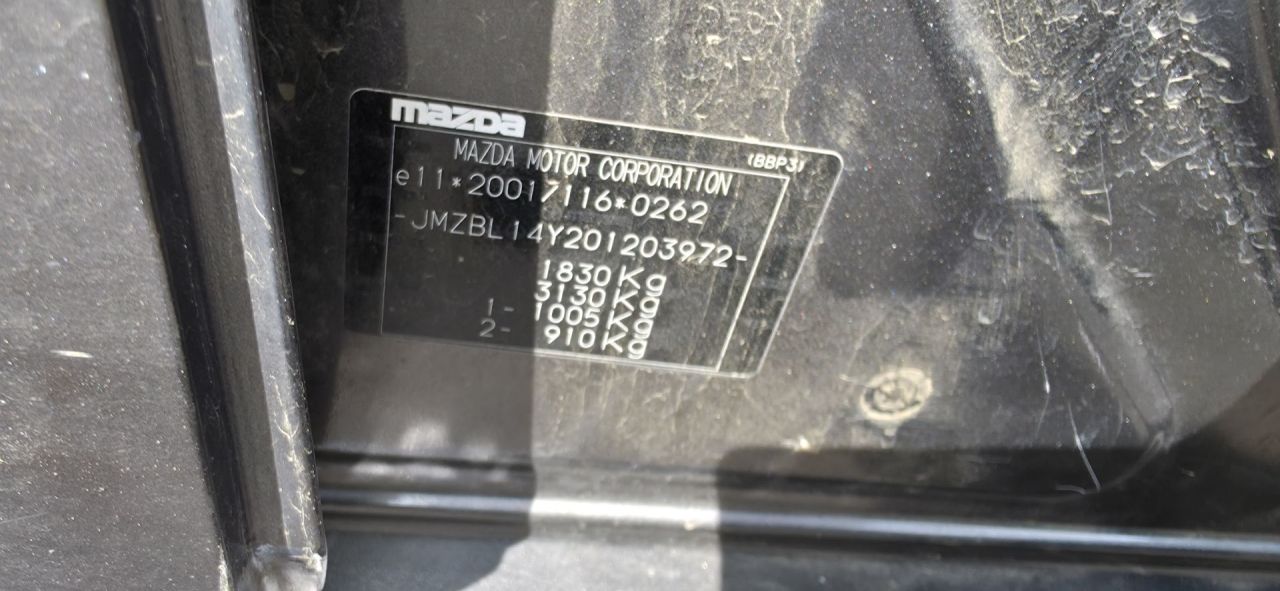 mazda
(BBP3)
MAZDA MOTOR CORPORATION
e11*2001/116*0262
-JMZBL14Y201203972-
1830Kg
3130Kg
1- 1005Kg
2- 910Kg